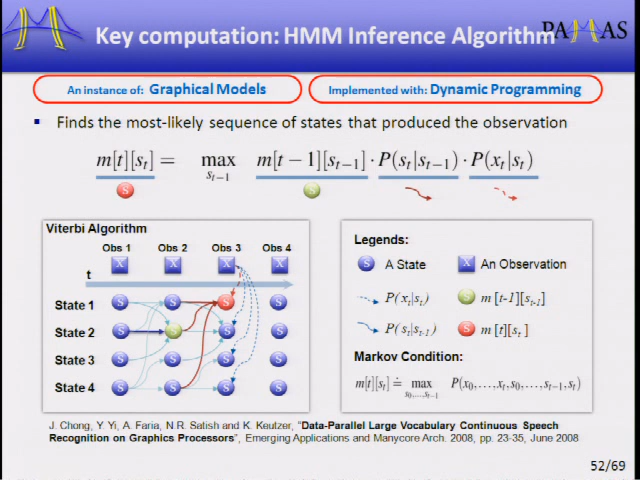 Key computation: HMM Inference Algorithm
PAMAS
An instance of: Graphical Models
Implemented with: Dynamic Programming
Finds the most-likely sequence of states that produced the observation
m[t][s_t] = max_{s_{t-1}} m[t − 1][s_{t−1}] · P(s_t|s_{t−1}) · P(x_t|s_t)
S S
Viterbi Algorithm
Obs 1 Obs 2 Obs 3 Obs 4
X X X X
t
State 1 S S S S
State 2 S S S S
State 3 S S S S
State 4 S S S S
Legends:
S A State X An Observation
P(x_t|s_t) S m [t-1][s_{t-1}]
P(s_t|s_{t-1}) S m [t][s_t]
Markov Condition:
m[t][s_t] ≐ max_{s_0,...,s_{t−1}} P(x_0,...,x_t,s_0,...,s_{t−1},s_t)
J. Chong, Y. Yi, A. Faria, N.R. Satish and K. Keutzer, “Data-Parallel Large Vocabulary Continuous Speech
Recognition on Graphics Processors”, Emerging Applications and Manycore Arch. 2008, pp. 23-35, June 2008
52/69